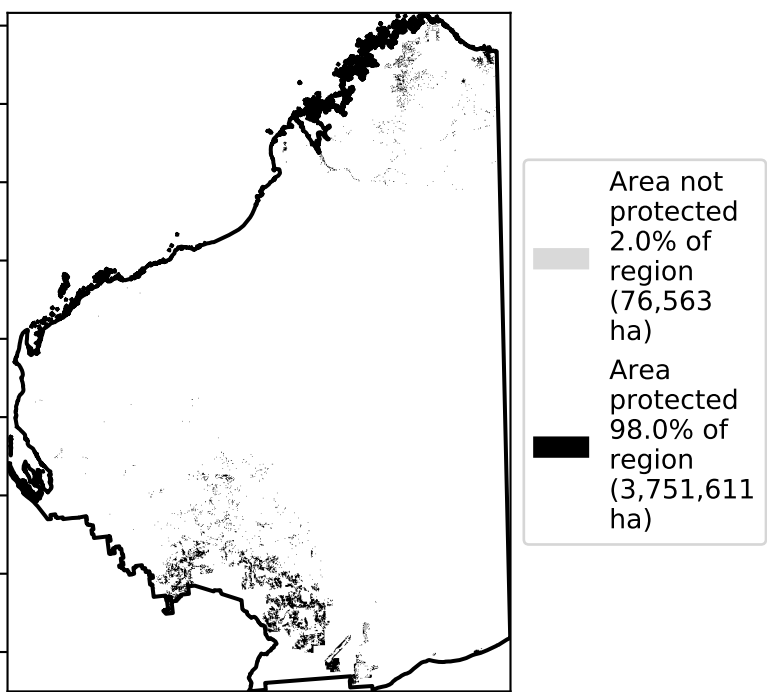 Area not
protected
2.0% of
region
(76,563
ha)
Area
protected
98.0% of
region
(3,751,611
ha)